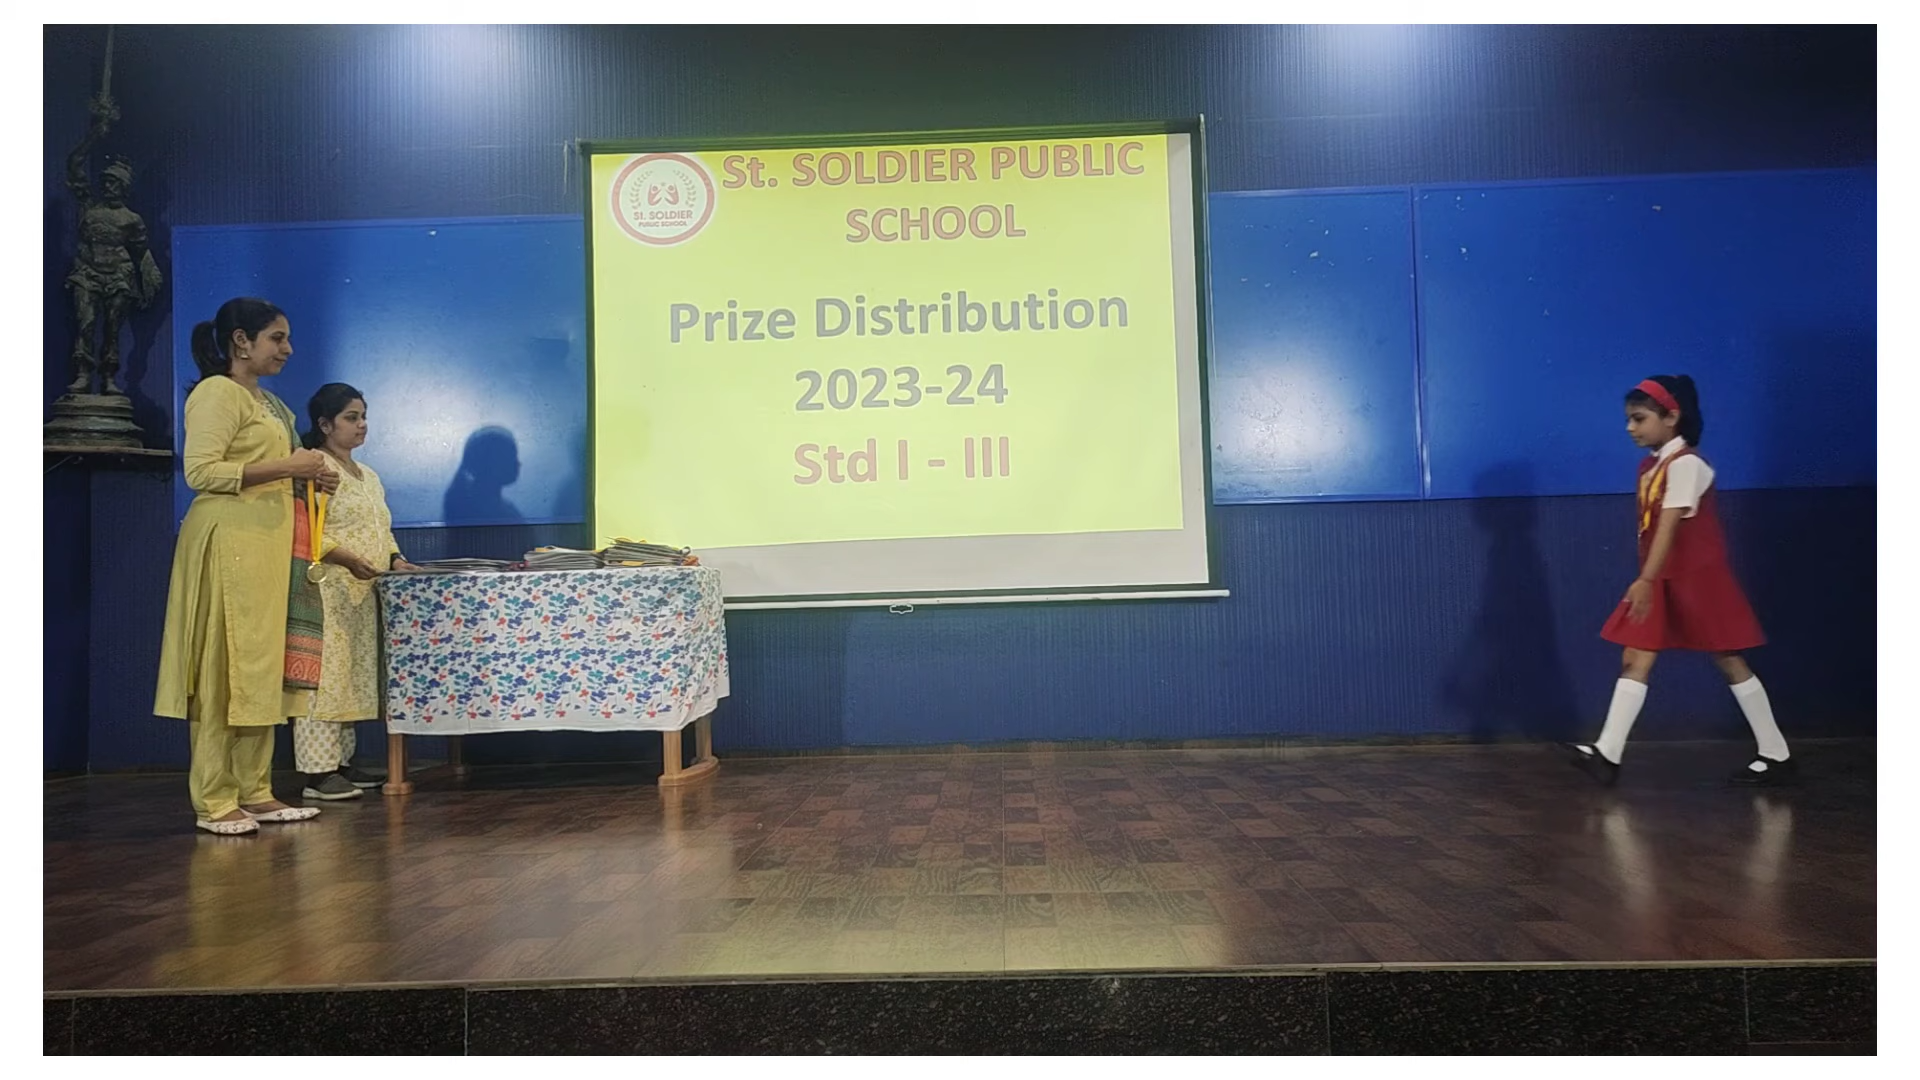 St. SOLDIER PUBLIC
SCHOOL
St. SOLDIER
PUBLIC SCHOOL
Prize Distribution
2023-24
Std I - III